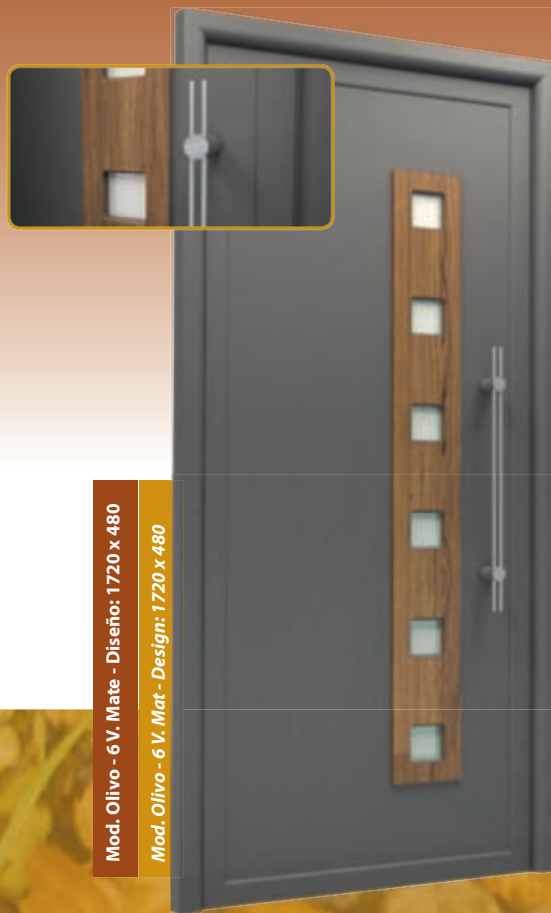 Mod. Olivo - 6 V. Mate - Diseño: 1720 x 480
Mod. Olivo - 6 V. Mat - Design: 1720 x 480